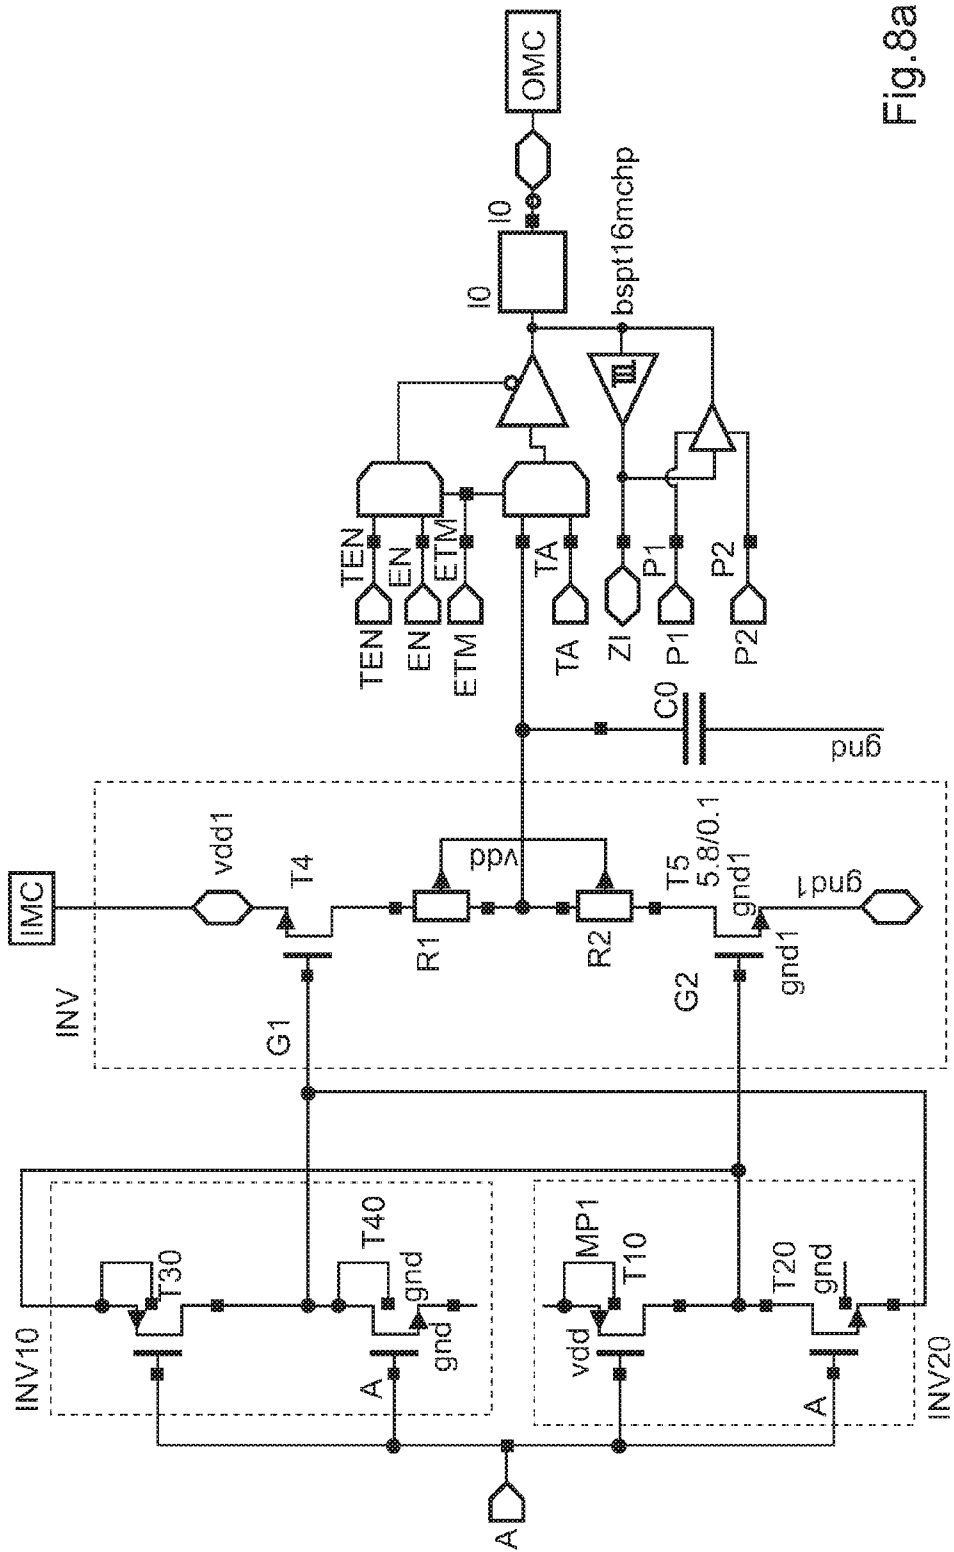 Fig.8a
OMC
I0
I0
bspt16mchp
TEN
EN
ETM
TA
P1
P2
TEN
EN
ETM
TA
ZI
P1
P2
C0
gnd
IMC
vdd1
T4
R1
vdd
R2
T5
5.8/0.1
gnd1
gnd1
gnd1
INV
G1
G2
INV10
T30
T40
gnd
gnd
A
MP1
T10
vdd
T20
gnd
A
INV20
A